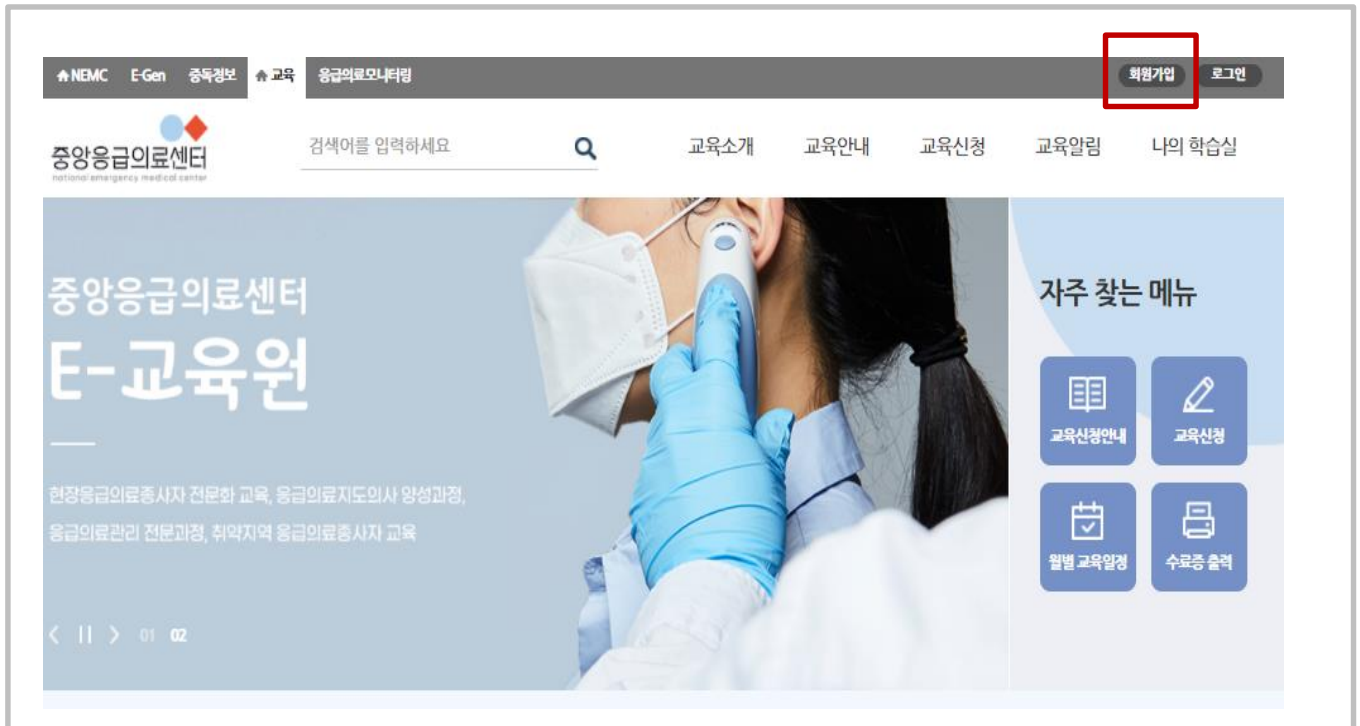 NEMC E-Gen 중독정보 교육 응급의료모니터링 회원가입 로그인
중앙응급의료센터
national emergency medical center
검색어를 입력하세요
교육소개 교육안내 교육신청 교육알림 나의 학습실
중앙응급의료센터
E-교육원
현장응급의료종사자 전문화 교육, 응급의료지도의사 양성과정,
응급의료관리 전문과정, 취약지역 응급의료종사자 교육
01 02
자주 찾는 메뉴
교육신청안내 교육신청
월별 교육일정 수료증 출력